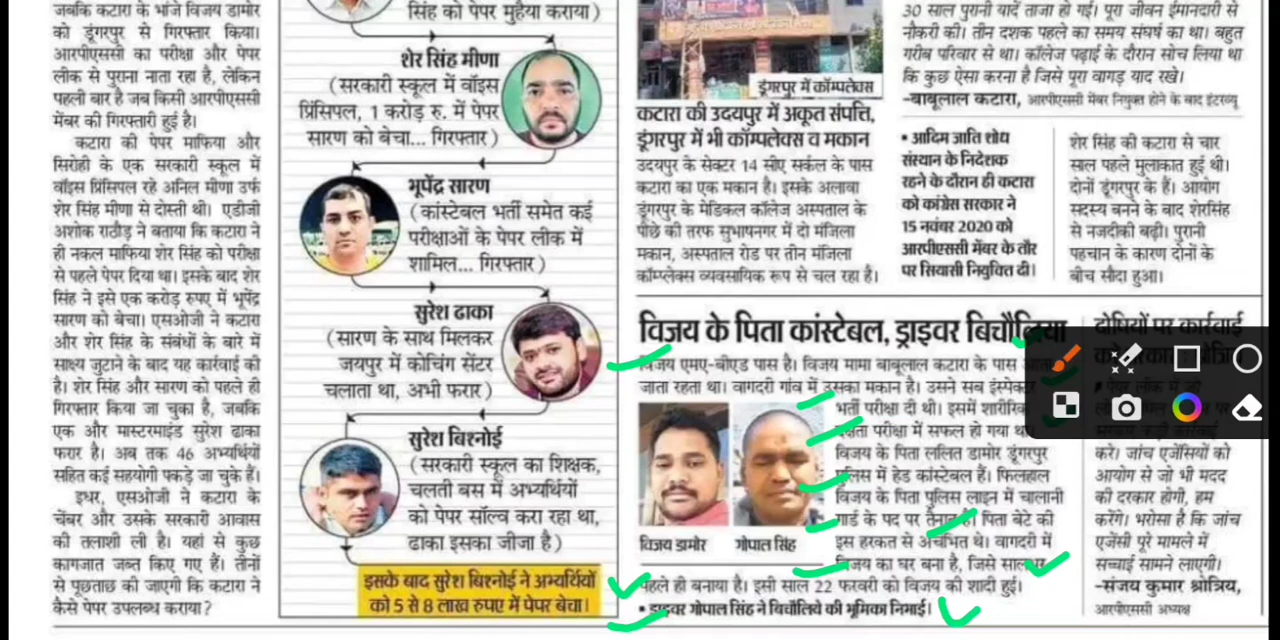 जबकि कटारा के भांजे विजय डामोर
को डूंगरपुर से गिरफ्तार किया।
आरपीएससी का परीक्षा और पेपर
लीक से पुराना नाता रहा है, लेकिन
पहली बार है जब किसी आरपीएससी
मेंबर की गिरफ्तारी हुई है।
कटारा की पेपर माफिया और
सिरोही के एक सरकारी स्कूल में
वॉइस प्रिंसिपल रहे अनिल मीणा उर्फ
शेर सिंह मीणा से दोस्ती थी। एडीजी
अशोक राठौड़ ने बताया कि कटारा ने
ही नकल माफिया शेर सिंह को परीक्षा
से पहले पेपर दिया था। इसके बाद शेर
सिंह ने इसे एक करोड़ रुपए में भूपेंद्र
सारण को बेचा। एसओजी ने कटारा
और शेर सिंह के संबंधों के बारे में
साक्ष्य जुटाने के बाद यह कार्रवाई की
है। शेर सिंह और सारण को पहले ही
गिरफ्तार किया जा चुका है, जबकि
एक और मास्टरमाइंड सुरेश ढाका
फरार है। अब तक 46 अभ्यर्थियों
सहित कई सहयोगी पकड़े जा चुके हैं।
इधर, एसओजी ने कटारा के
चेंबर और उसके सरकारी आवास
की तलाशी ली है। यहां से कुछ
कागजात जब्त किए गए हैं। तीनों
से पूछताछ की जाएगी कि कटारा ने
कैसे पेपर उपलब्ध कराया?
सिंह को पेपर मुहैया कराया)
शेर सिंह मीणा
(सरकारी स्कूल में वॉइस
प्रिंसिपल, 1 करोड़ रु. में पेपर
सारण को बेचा... गिरफ्तार)
भूपेंद्र सारण
(कांस्टेबल भर्ती समेत कई
परीक्षाओं के पेपर लीक में
शामिल... गिरफ्तार)
सुरेश ढाका
(सारण के साथ मिलकर
जयपुर में कोचिंग सेंटर
चलाता था, अभी फरार)
सुरेश बिश्नोई
(सरकारी स्कूल का शिक्षक,
चलती बस में अभ्यर्थियों
को पेपर सॉल्व करा रहा था,
ढाका इसका जीजा है)
इसके बाद सुरेश बिश्नोई ने अभ्यर्थियों
को 5 से 8 लाख रुपए में पेपर बेचा।
डूंगरपुर में कॉम्पलेक्स
कटारा की उदयपुर में अकूत संपत्ति,
डूंगरपुर में भी कॉम्पलेक्स व मकान
उदयपुर के सेक्टर 14 सीए सर्कल के पास
कटारा का एक मकान है। इसके अलावा
डूंगरपुर के मेडिकल कॉलेज अस्पताल के
पीछे की तरफ सुभाषनगर में दो मंजिला
मकान, अस्पताल रोड पर तीन मंजिला
कॉम्प्लेक्स व्यवसायिक रूप से चल रहा है।
30 साल पुरानी यादें ताजा हो गई। पूरा जीवन ईमानदारी से
नौकरी की। तीन दशक पहले का समय संघर्ष का था। बहुत
गरीब परिवार से था। कॉलेज पढ़ाई के दौरान सोच लिया था
कि कुछ ऐसा करना है जिसे पूरा वागड़ याद रखे।
-बाबूलाल कटारा, आरपीएससी मेंबर नियुक्त होने के बाद इंटरव्यू
• आदिम जाति शोध
संस्थान के निदेशक
रहने के दौरान ही कटारा
को कांग्रेस सरकार ने
15 नवंबर 2020 को
आरपीएससी मेंबर के तौर
पर सियासी नियुक्ति दी।
शेर सिंह की कटारा से चार
साल पहले मुलाकात हुई थी।
दोनों डूंगरपुर के हैं। आयोग
सदस्य बनने के बाद शेरसिंह
से नजदीकी बढ़ी। पुरानी
पहचान के कारण दोनों के
बीच सौदा हुआ।
विजय के पिता कांस्टेबल, ड्राइवर बिचौलिया
विजय एमए-बीएड पास है। विजय मामा बाबूलाल कटारा के पास आता
जाता रहता था। वागदरी गांव में उसका मकान है। उसने सब इंस्पेक्टर
भर्ती परीक्षा दी थी। इसमें शारीरिक
दक्षता परीक्षा में सफल हो गया था।
विजय के पिता ललित डामोर डूंगरपुर
पुलिस में हेड कांस्टेबल हैं। फिलहाल
विजय के पिता पुलिस लाइन में चालानी
गार्ड के पद पर तैनात हैं। पिता बेटे की
इस हरकत से अचंभित थे। वागदरी में
विजय का घर बना है, जिसे सालभर
पहले ही बनाया है। इसी साल 22 फरवरी को विजय की शादी हुई।
• ड्राइवर गोपाल सिंह ने बिचौलिये की भूमिका निभाई।
विजय डामोर
गोपाल सिंह
दोषियों पर कार्रवाई
करे। जांच एजेंसियों को
आयोग से जो भी मदद
की दरकार होगी, हम
करेंगे। भरोसा है कि जांच
एजेंसी पूरे मामले में
सच्चाई सामने लाएगी।
-संजय कुमार श्रोत्रिय,
आरपीएससी अध्यक्ष